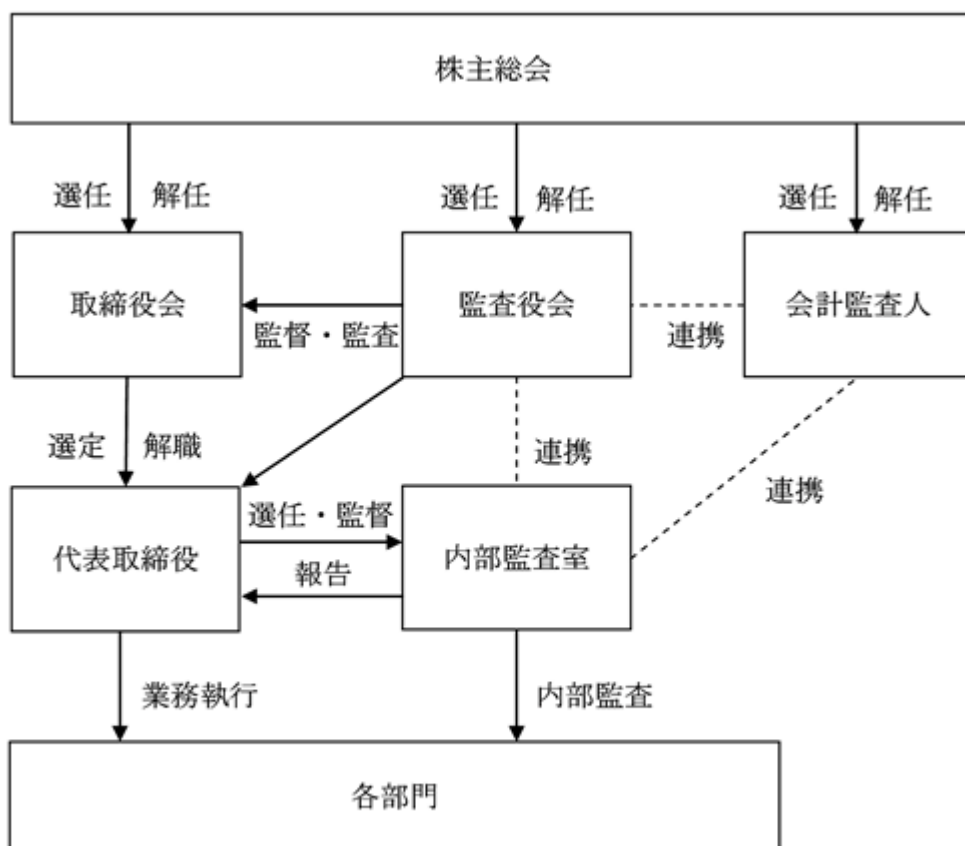 株主総会
選任 解任
選任 解任
選任 解任
取締役会
監査役会
会計監査人
監督・監査
連携
選定 解職
連携
連携
代表取締役
選任・監督
報告
内部監査室
業務執行
内部監査
各部門